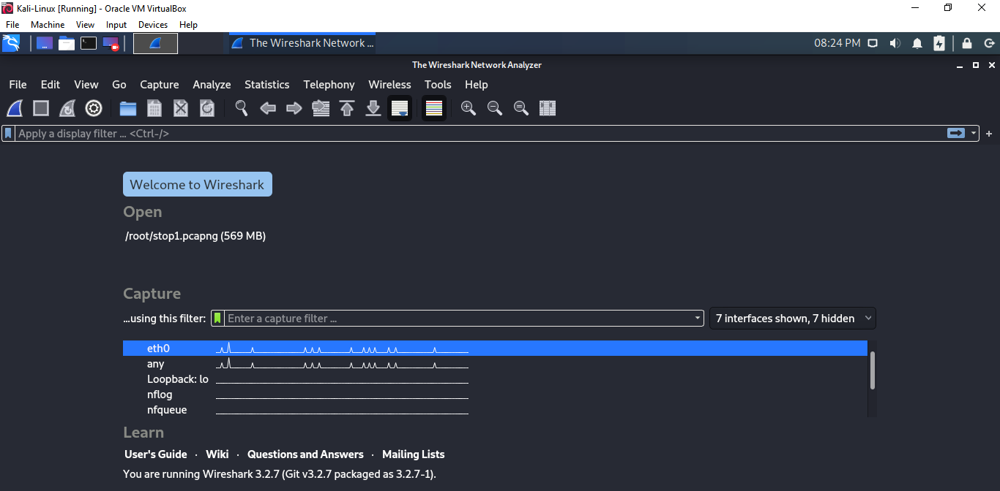 Kali-Linux [Running] - Oracle VM VirtualBox
File Machine View Input Devices Help
The Wireshark Network ... 08:24 PM
The Wireshark Network Analyzer
File Edit View Go Capture Analyze Statistics Telephony Wireless Tools Help
Apply a display filter ... <Ctrl-/> +
Welcome to Wireshark
Open
/root/stop1.pcapng (569 MB)
Capture
...using this filter: Enter a capture filter ... 7 interfaces shown, 7 hidden
eth0
any
Loopback: lo
nflog
nfqueue
Learn
User's Guide · Wiki · Questions and Answers · Mailing Lists
You are running Wireshark 3.2.7 (Git v3.2.7 packaged as 3.2.7-1).